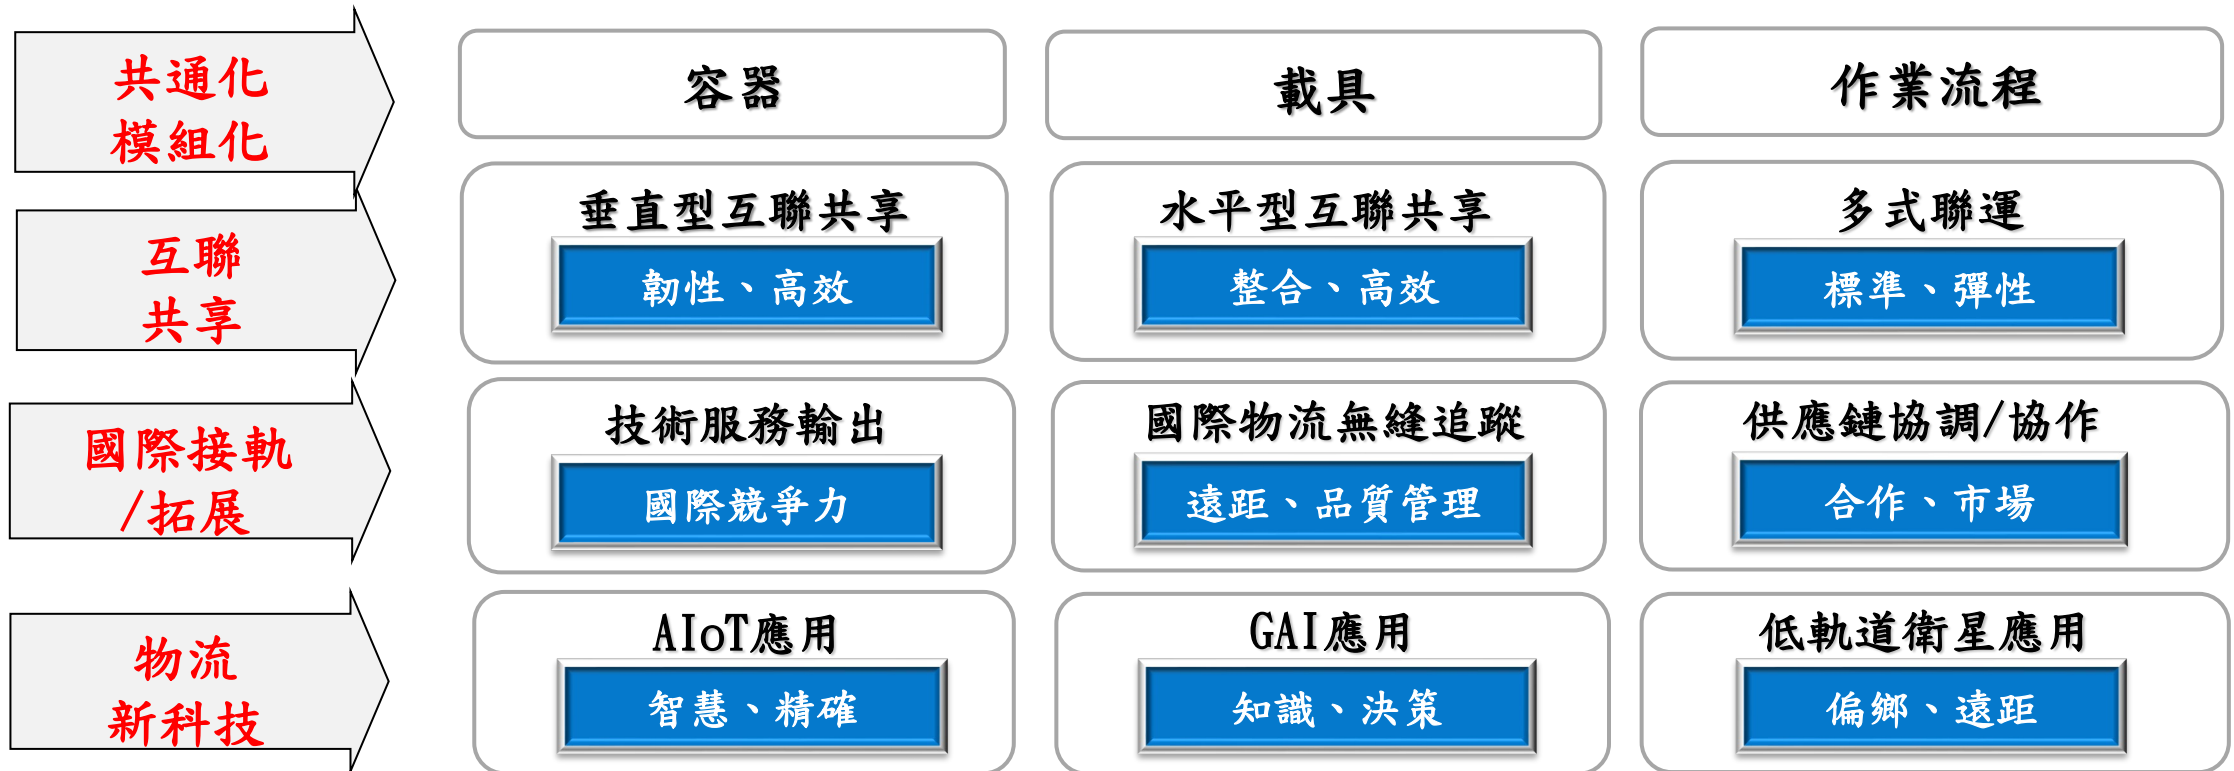 共通化
模組化
容器
載具
作業流程
互聯
共享
垂直型互聯共享
韌性、高效
水平型互聯共享
整合、高效
多式聯運
標準、彈性
國際接軌
/拓展
技術服務輸出
國際競爭力
國際物流無縫追蹤
遠距、品質管理
供應鏈協調/協作
合作、市場
物流
新科技
AIoT應用
智慧、精確
GAI應用
知識、決策
低軌道衛星應用
偏鄉、遠距